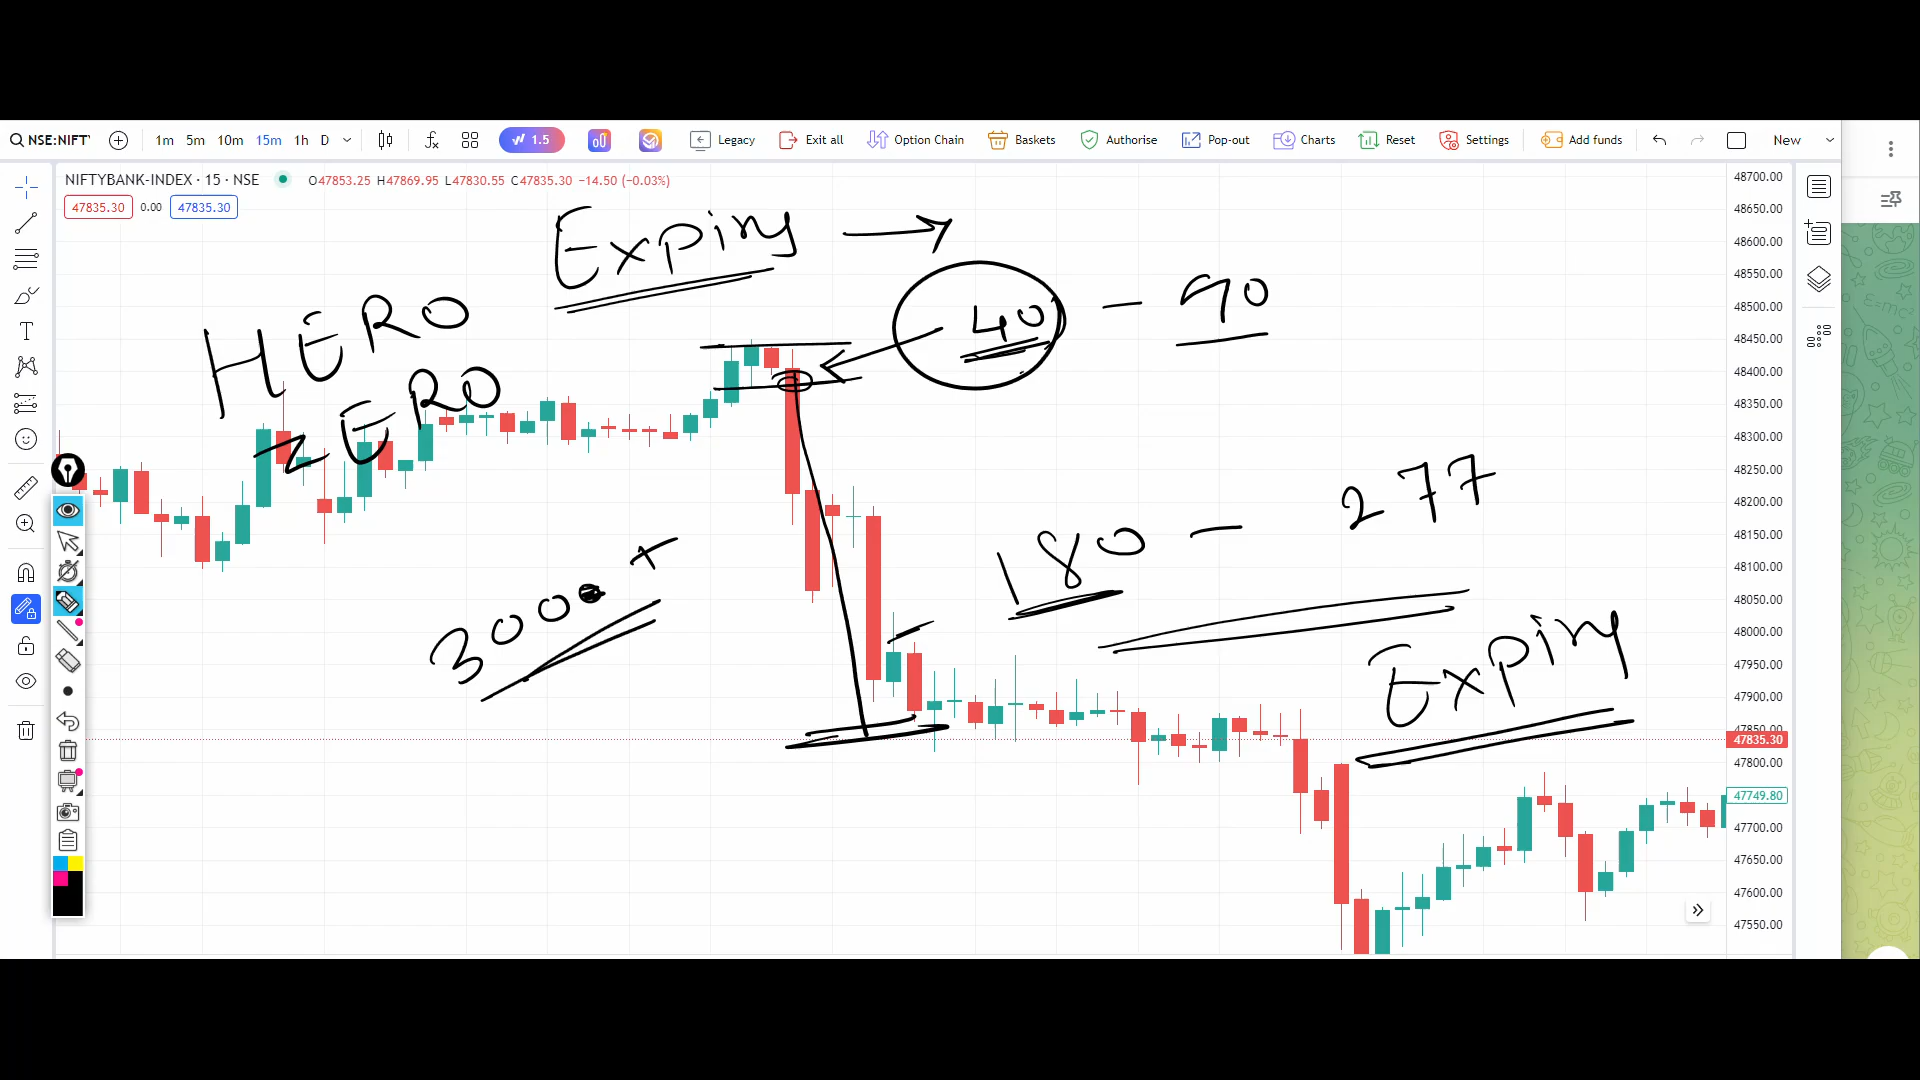 NSE:NIFTY
1m 5m 10m 15m 1h D
1.5
Legacy
Exit all
Option Chain
Baskets
Authorise
Pop-out
Charts
Reset
Settings
Add funds
New
NIFTYBANK-INDEX · 15 · NSE
O47853.25 H47869.95 L47830.55 C47835.30 −14.50 (−0.03%)
47835.30 0.00 47835.30
Expiry →
40 - 90
HERO
ZERO
180 - 277
3000 +
Expiry
48700.00
48650.00
48600.00
48550.00
48500.00
48450.00
48400.00
48350.00
48300.00
48250.00
48200.00
48150.00
48100.00
48050.00
48000.00
47950.00
47900.00
47835.30
47800.00
47749.80
47700.00
47650.00
47600.00
47550.00